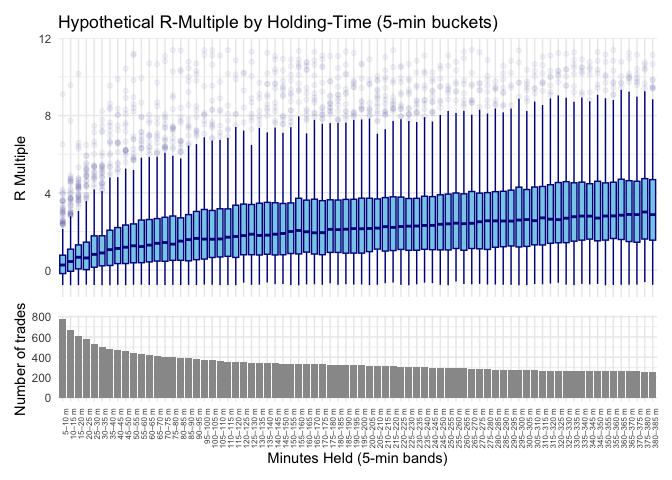 Hypothetical R-Multiple by Holding-Time (5-min buckets)
12
8
4
0
R Multiple
800
600
400
200
0
Number of trades
5–10 m
10–15 m
15–20 m
20–25 m
25–30 m
30–35 m
35–40 m
40–45 m
45–50 m
50–55 m
55–60 m
60–65 m
65–70 m
70–75 m
75–80 m
80–85 m
85–90 m
90–95 m
95–100 m
100–105 m
105–110 m
110–115 m
115–120 m
120–125 m
125–130 m
130–135 m
135–140 m
140–145 m
145–150 m
150–155 m
155–160 m
160–165 m
165–170 m
170–175 m
175–180 m
180–185 m
185–190 m
190–195 m
195–200 m
200–205 m
205–210 m
210–215 m
215–220 m
220–225 m
225–230 m
230–235 m
235–240 m
240–245 m
245–250 m
250–255 m
255–260 m
260–265 m
265–270 m
270–275 m
275–280 m
280–285 m
285–290 m
290–295 m
295–300 m
300–305 m
305–310 m
310–315 m
315–320 m
320–325 m
325–330 m
330–335 m
335–340 m
340–345 m
345–350 m
350–355 m
355–360 m
360–365 m
365–370 m
370–375 m
375–380 m
380–385 m
Minutes Held (5-min bands)